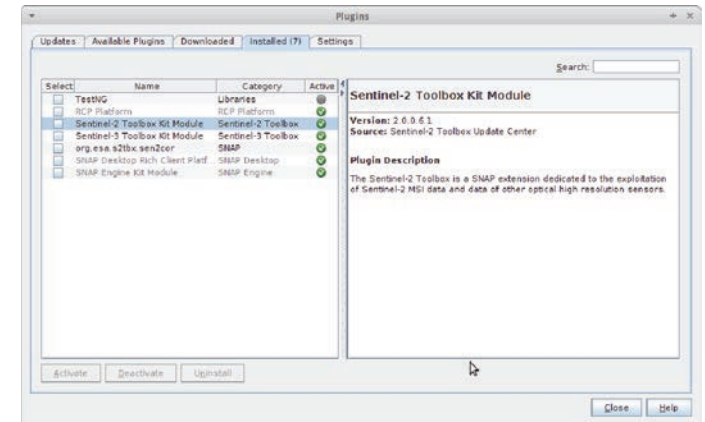 Plugins
Updates Available Plugins Downloaded Installed (7) Settings
Search:
Select Name Category Active
TestNG Libraries
RCP Platform RCP Platform
Sentinel-2 Toolbox Kit Module Sentinel-2 Toolbox
Sentinel-3 Toolbox Kit Module Sentinel-3 Toolbox
org.esa.s2tbx.sen2cor SNAP
SNAP Desktop Rich Client Platf... SNAP Desktop
SNAP Engine Kit Module SNAP Engine
Sentinel-2 Toolbox Kit Module
Version: 2.0.0.6.1
Source: Sentinel-2 Toolbox Update Center
Plugin Description
The Sentinel-2 Toolbox is a SNAP extension dedicated to the exploitation
of Sentinel-2 MSI data and data of other optical high resolution sensors.
Activate Deactivate Uninstall
Close Help